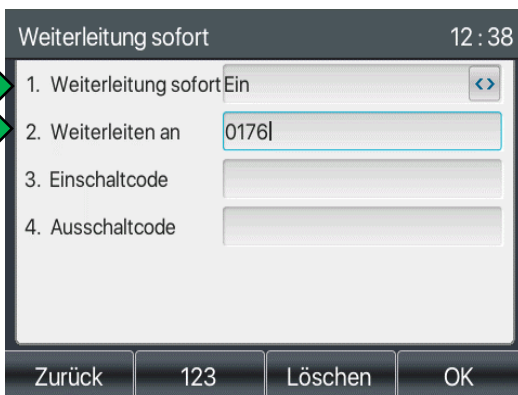 Weiterleitung sofort 12:38
1. Weiterleitung sofort Ein
2. Weiterleiten an 0176
3. Einschaltcode
4. Ausschaltcode
Zurück 123 Löschen OK